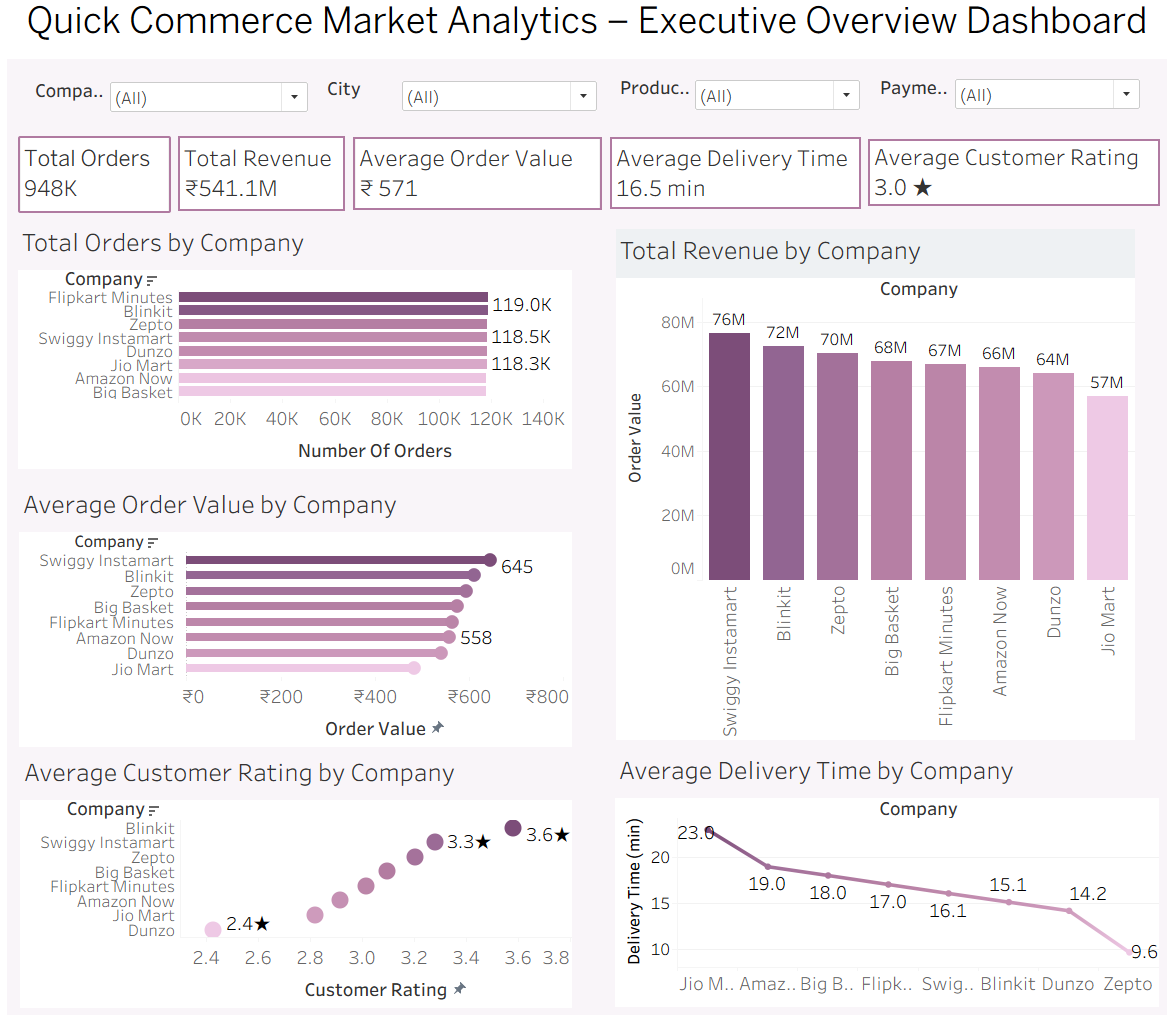 Quick Commerce Market Analytics – Executive Overview Dashboard
Compa.. (All) City (All) Produc.. (All) Payme.. (All)
Total Orders
948K
Total Revenue
₹541.1M
Average Order Value
₹ 571
Average Delivery Time
16.5 min
Average Customer Rating
3.0 ★
Total Orders by Company
Company
Flipkart Minutes
Blinkit
Zepto
Swiggy Instamart
Dunzo
Jio Mart
Amazon Now
Big Basket
119.0K
118.5K
118.3K
0K 20K 40K 60K 80K 100K 120K 140K
Number Of Orders
Total Revenue by Company
Company
Order Value
80M
60M
40M
20M
0M
76M 72M 70M 68M 67M 66M 64M 57M
Swiggy Instamart
Blinkit
Zepto
Big Basket
Flipkart Minutes
Amazon Now
Dunzo
Jio Mart
Average Order Value by Company
Company
Swiggy Instamart
Blinkit
Zepto
Big Basket
Flipkart Minutes
Amazon Now
Dunzo
Jio Mart
645
558
₹0 ₹200 ₹400 ₹600 ₹800
Order Value
Average Customer Rating by Company
Company
Blinkit
Swiggy Instamart
Zepto
Big Basket
Flipkart Minutes
Amazon Now
Jio Mart
Dunzo
3.6★
3.3★
2.4★
2.4 2.6 2.8 3.0 3.2 3.4 3.6 3.8
Customer Rating
Average Delivery Time by Company
Company
Delivery Time (min)
20
15
10
23.0 19.0 18.0 17.0 16.1 15.1 14.2 9.6
Jio M.. Amaz.. Big B.. Flipk.. Swig.. Blinkit Dunzo Zepto